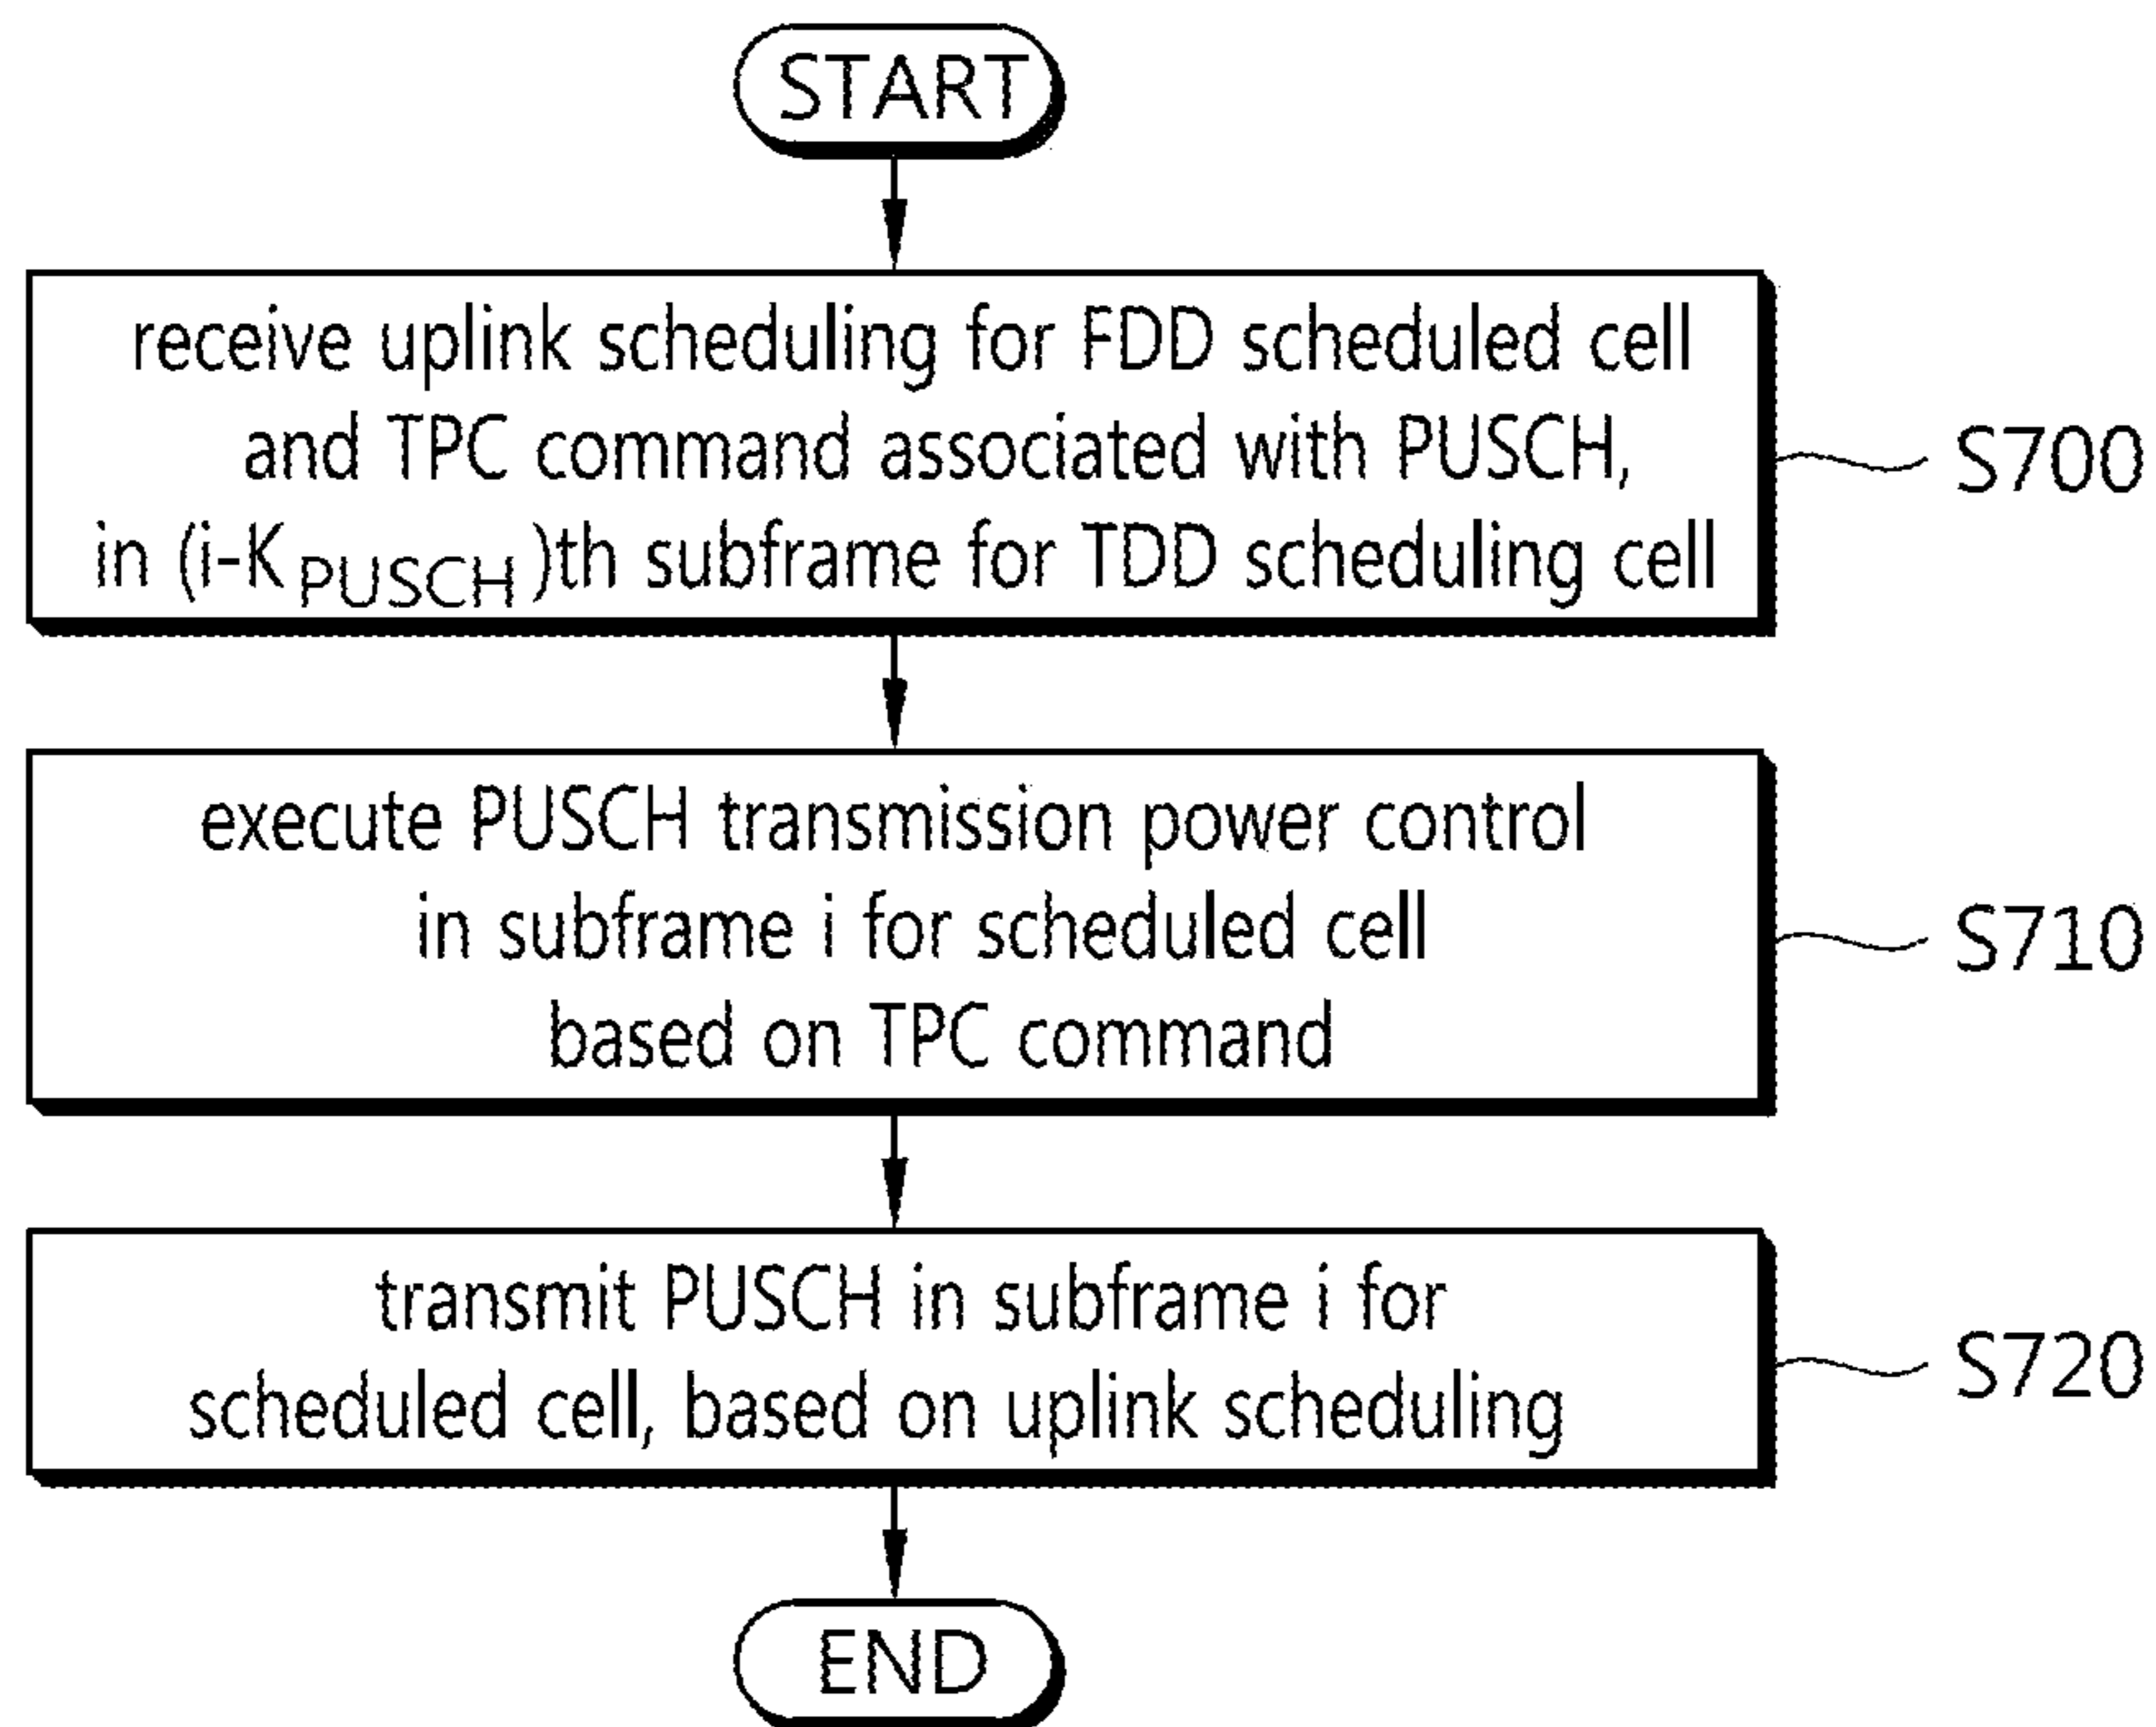 START
receive uplink scheduling for FDD scheduled cell
and TPC command associated with PUSCH,
in (i-K PUSCH)th subframe for TDD scheduling cell
S700
execute PUSCH transmission power control
in subframe i for scheduled cell
based on TPC command
S710
transmit PUSCH in subframe i for
scheduled cell, based on uplink scheduling
S720
END